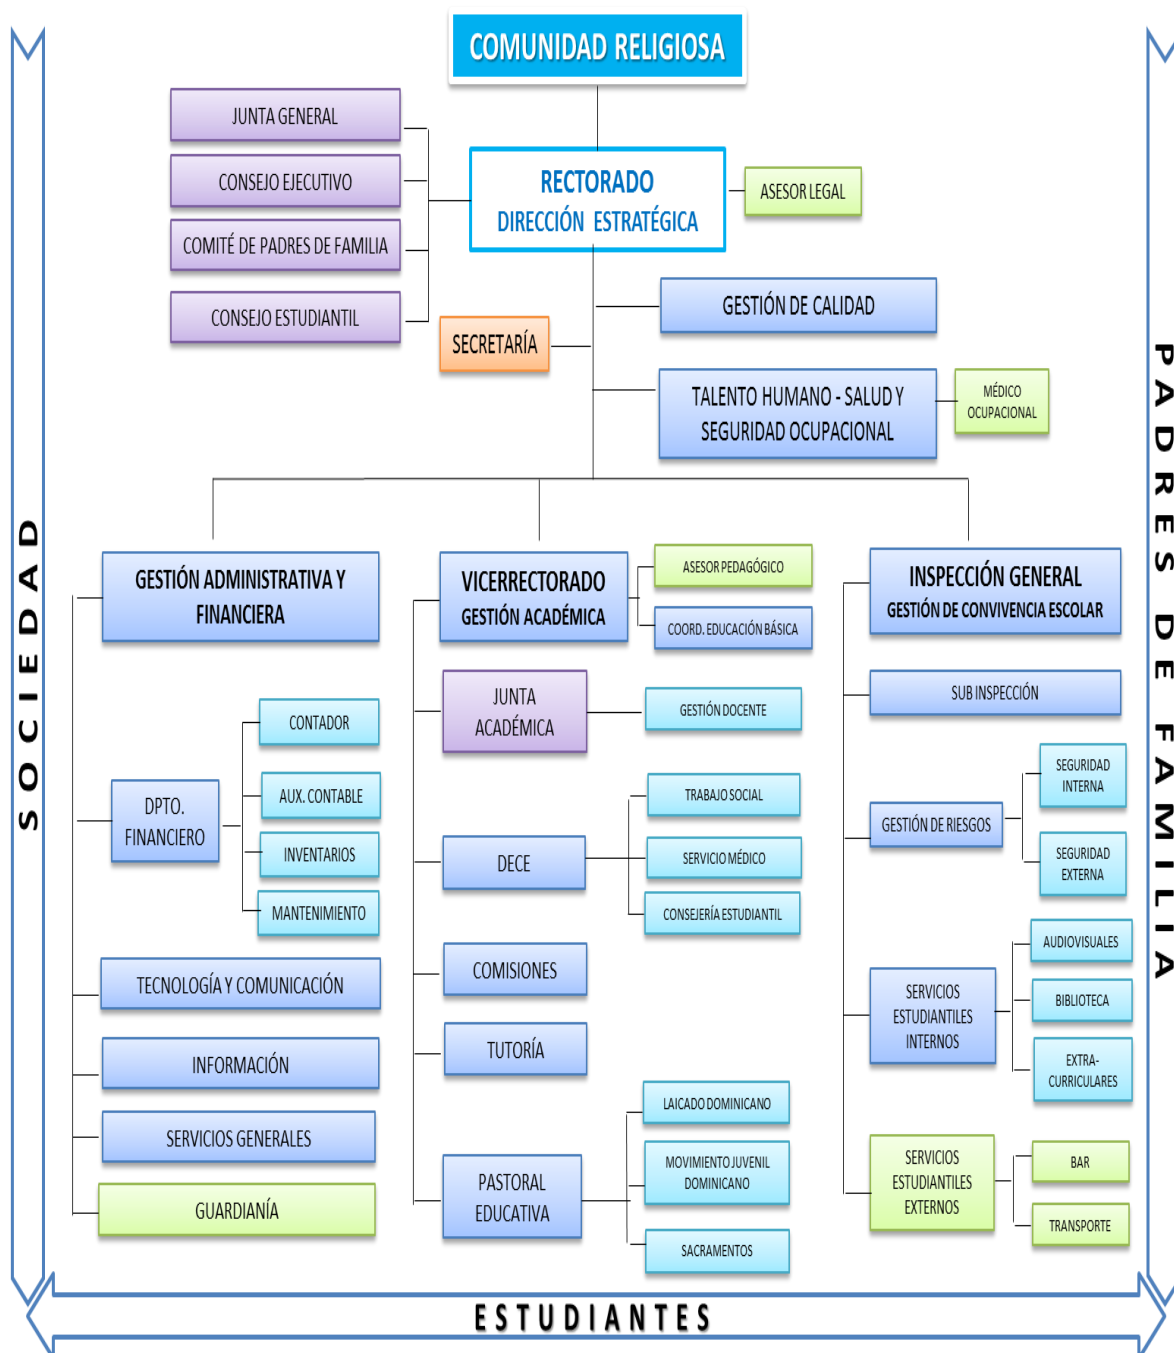 COMUNIDAD RELIGIOSA
JUNTA GENERAL
CONSEJO EJECUTIVO
COMITÉ DE PADRES DE FAMILIA
CONSEJO ESTUDIANTIL
RECTORADO
DIRECCIÓN ESTRATÉGICA
ASESOR LEGAL
GESTIÓN DE CALIDAD
SECRETARÍA
TALENTO HUMANO - SALUD Y
SEGURIDAD OCUPACIONAL
MÉDICO
OCUPACIONAL
GESTIÓN ADMINISTRATIVA Y
FINANCIERA
DPTO.
FINANCIERO
CONTADOR
AUX. CONTABLE
INVENTARIOS
MANTENIMIENTO
TECNOLOGÍA Y COMUNICACIÓN
INFORMACIÓN
SERVICIOS GENERALES
GUARDIANÍA
VICERRECTORADO
GESTIÓN ACADÉMICA
ASESOR PEDAGÓGICO
COORD. EDUCACIÓN BÁSICA
JUNTA
ACADÉMICA
GESTIÓN DOCENTE
DECE
TRABAJO SOCIAL
SERVICIO MÉDICO
CONSEJERÍA ESTUDIANTIL
COMISIONES
TUTORÍA
PASTORAL
EDUCATIVA
LAICADO DOMINICANO
MOVIMIENTO JUVENIL
DOMINICANO
SACRAMENTOS
INSPECCIÓN GENERAL
GESTIÓN DE CONVIVENCIA ESCOLAR
SUB INSPECCIÓN
GESTIÓN DE RIESGOS
SEGURIDAD
INTERNA
SEGURIDAD
EXTERNA
SERVICIOS
ESTUDIANTILES
INTERNOS
AUDIOVISUALES
BIBLIOTECA
EXTRA-
CURRICULARES
SERVICIOS
ESTUDIANTILES
EXTERNOS
BAR
TRANSPORTE
SOCIEDAD
PADRES DE FAMILIA
ESTUDIANTES